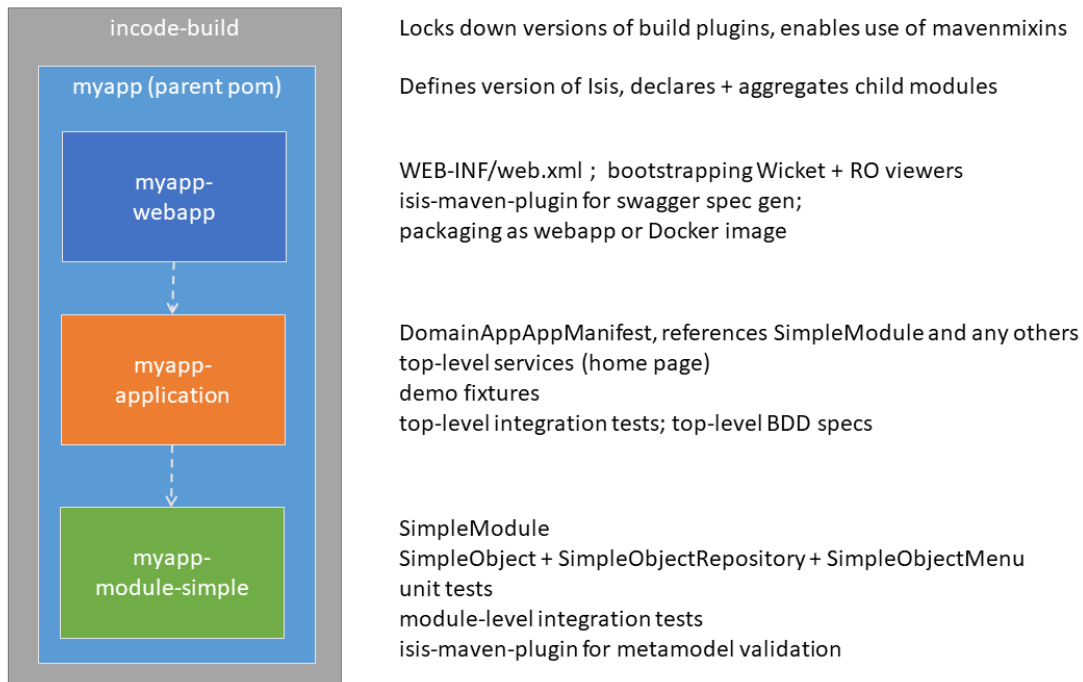 incode-build
Locks down versions of build plugins, enables use of mavenmixins
myapp (parent pom)
Defines version of Isis, declares + aggregates child modules
myapp-
webapp
WEB-INF/web.xml ;  bootstrapping Wicket + RO viewers
isis-maven-plugin for swagger spec gen;
packaging as webapp or Docker image
myapp-
application
DomainAppAppManifest, references SimpleModule and any others
top-level services (home page)
demo fixtures
top-level integration tests; top-level BDD specs
myapp-
module-simple
SimpleModule
SimpleObject + SimpleObjectRepository + SimpleObjectMenu
unit tests
module-level integration tests
isis-maven-plugin for metamodel validation